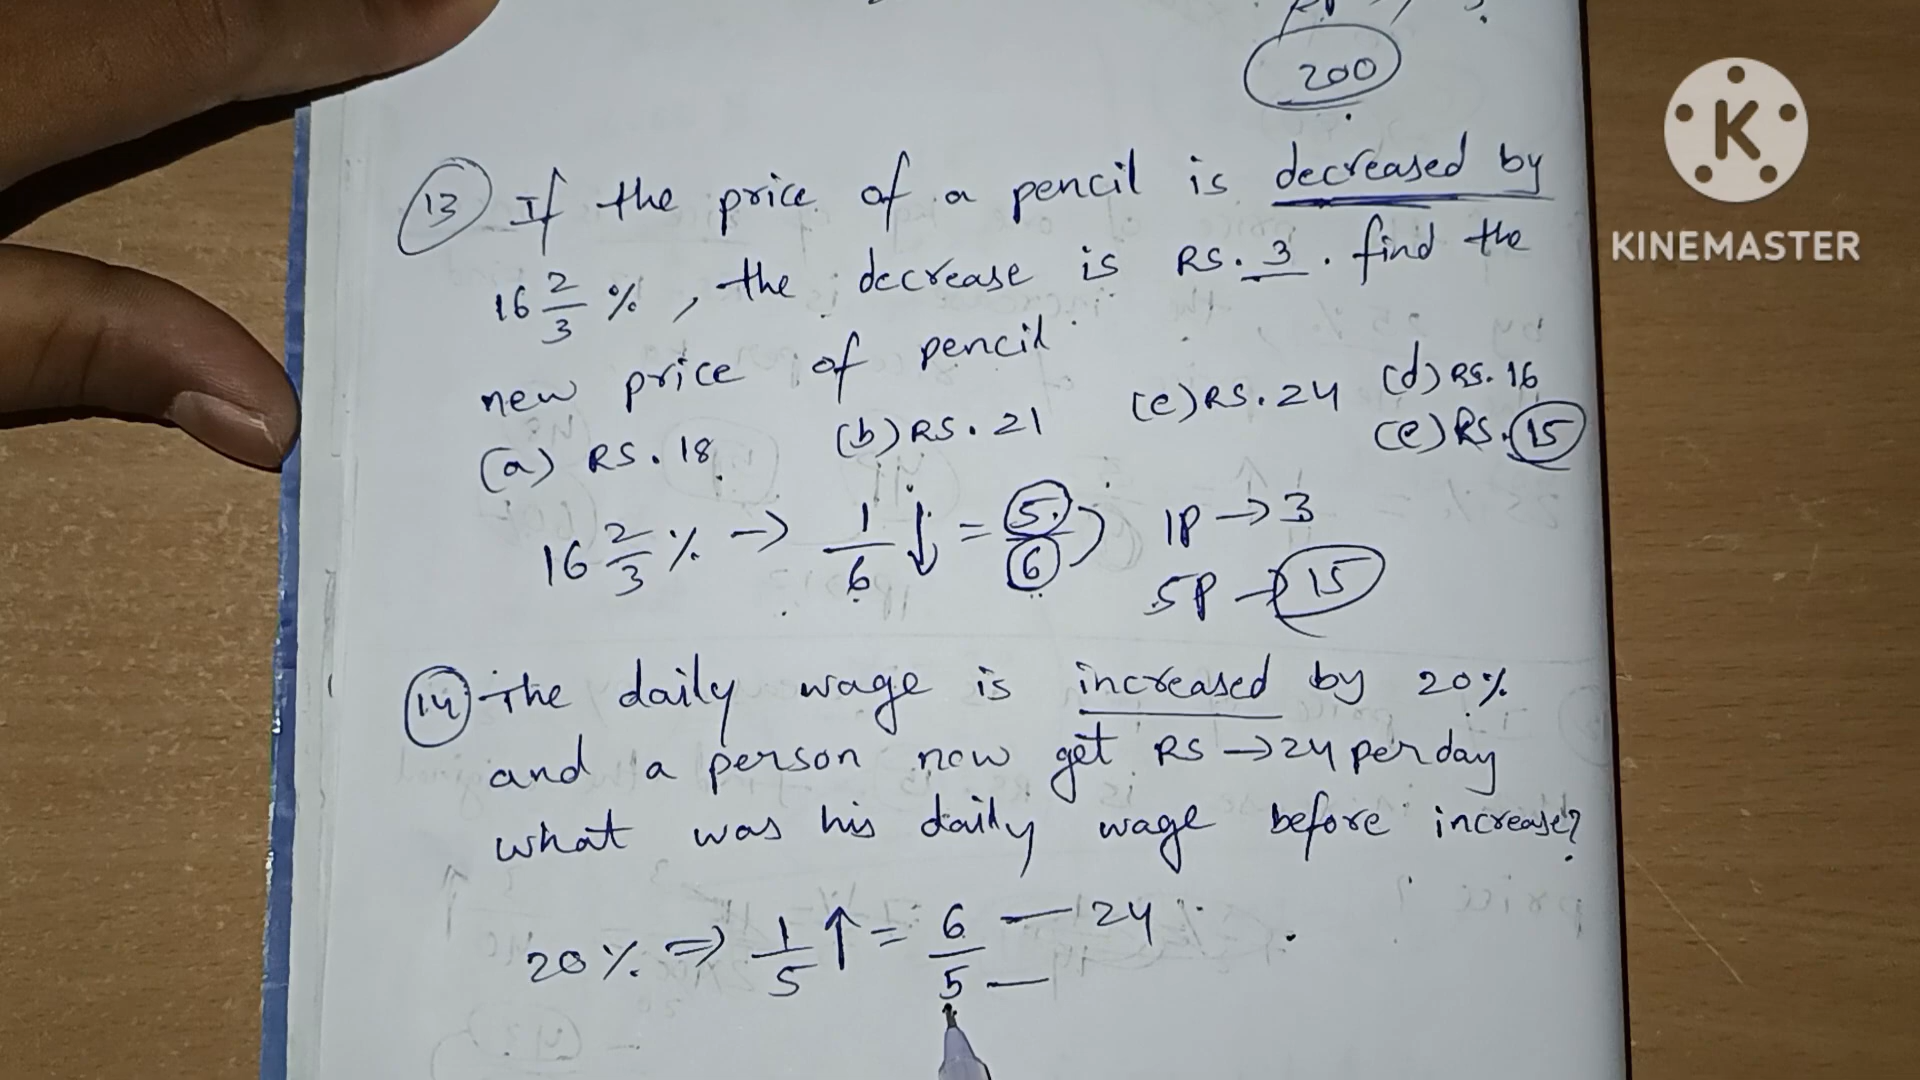 200
13 If the price of a pencil is decreased by
16 2/3 %, the decrease is RS. 3. find the
new price of pencil
(a) RS. 18 (b) RS. 21 (c) RS. 24 (d) RS. 16
(e) RS. 15
16 2/3 % → 1/6 ↓ = 5/6) 1P → 3
5P → 15
14 The daily wage is increased by 20%
and a person now get RS → 24 per day
what was his daily wage before increase?
20% ⇒ 1/5 ↑ = 6/5 — 24
—
K
KINEMASTER